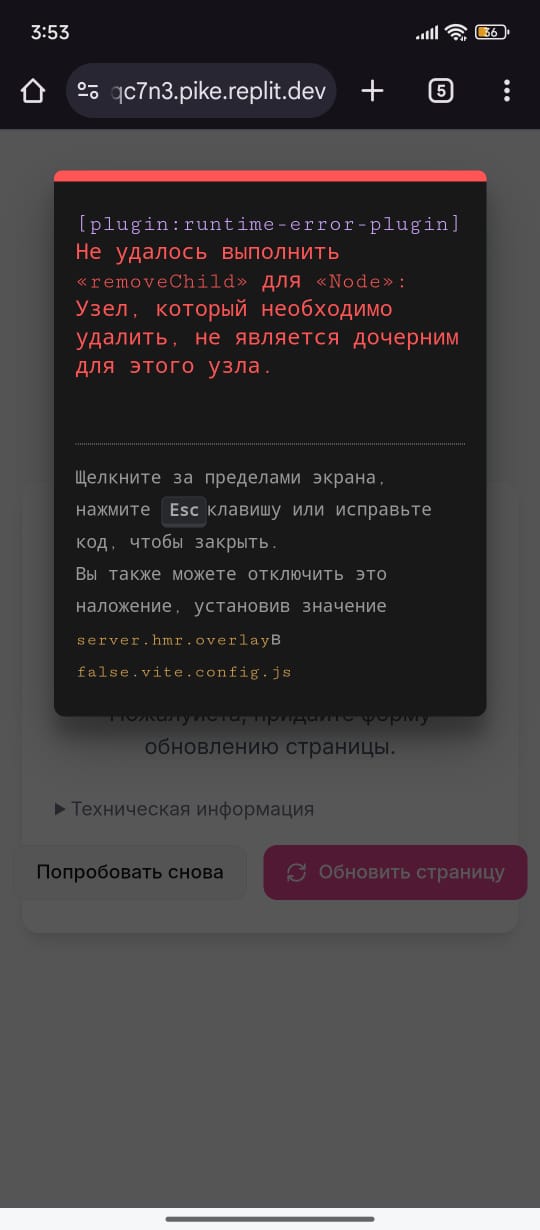 3:53
36
qc7n3.pike.replit.dev
5
[plugin:runtime-error-plugin]
Не удалось выполнить
«removeChild» для «Node»:
Узел, который необходимо
удалить, не является дочерним
для этого узла.
Щелкните за пределами экрана,
нажмите Esc клавишу или исправьте
код, чтобы закрыть.
Вы также можете отключить это
наложение, установив значение
server.hmr.overlayВ
false.vite.config.js
Пожалуйста, придайте форму
обновлению страницы.
Техническая информация
Попробовать снова
Обновить страницу